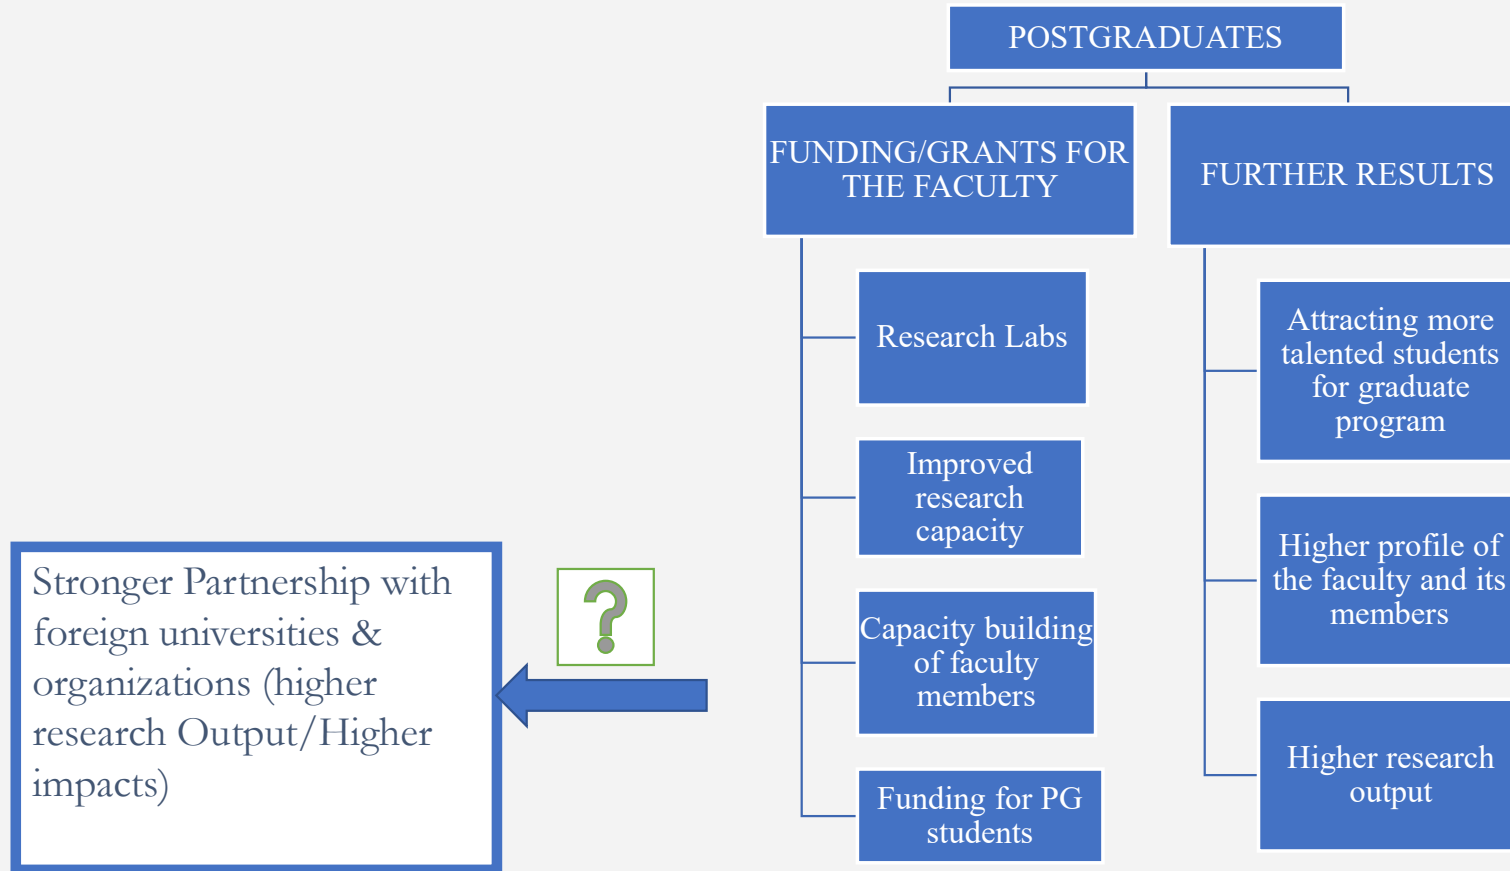 POSTGRADUATES
FUNDING/GRANTS FOR
THE FACULTY
Research Labs
Improved
research
capacity
Capacity building
of faculty
members
Funding for PG
students
FURTHER RESULTS
Attracting more
talented students
for graduate
program
Higher profile of
the faculty and its
members
Higher research
output
?
Stronger Partnership with
foreign universities &
organizations (higher
research Output/Higher
impacts)